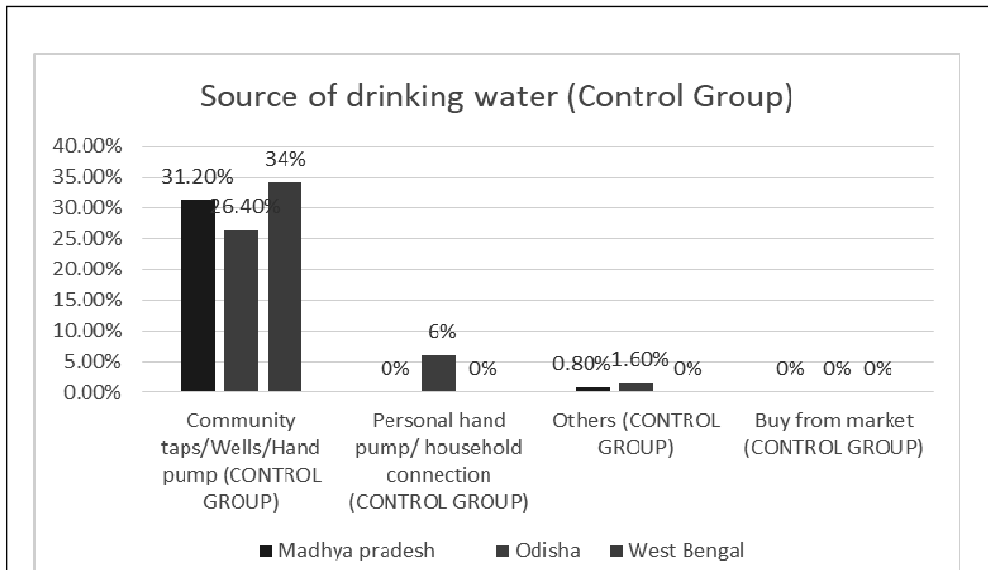 Source of drinking water (Control Group)
40.00%
35.00%
30.00%
25.00%
20.00%
15.00%
10.00%
5.00%
0.00%
31.20%
26.40%
34%
0%
6%
0%
0.80%
1.60%
0%
0%
0%
0%
Community
taps/Wells/Hand
pump (CONTROL
GROUP)
Personal hand
pump/ household
connection
(CONTROL GROUP)
Others (CONTROL
GROUP)
Buy from market
(CONTROL GROUP)
Madhya pradesh
Odisha
West Bengal